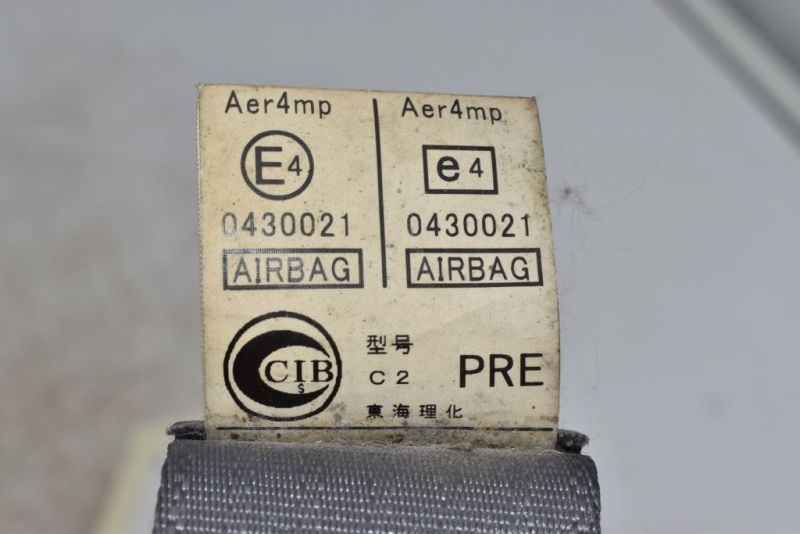 Aer4mp
E4
0430021
AIRBAG
Aer4mp
e4
0430021
AIRBAG
CIB
S
型号
C2
東海理化
PRE